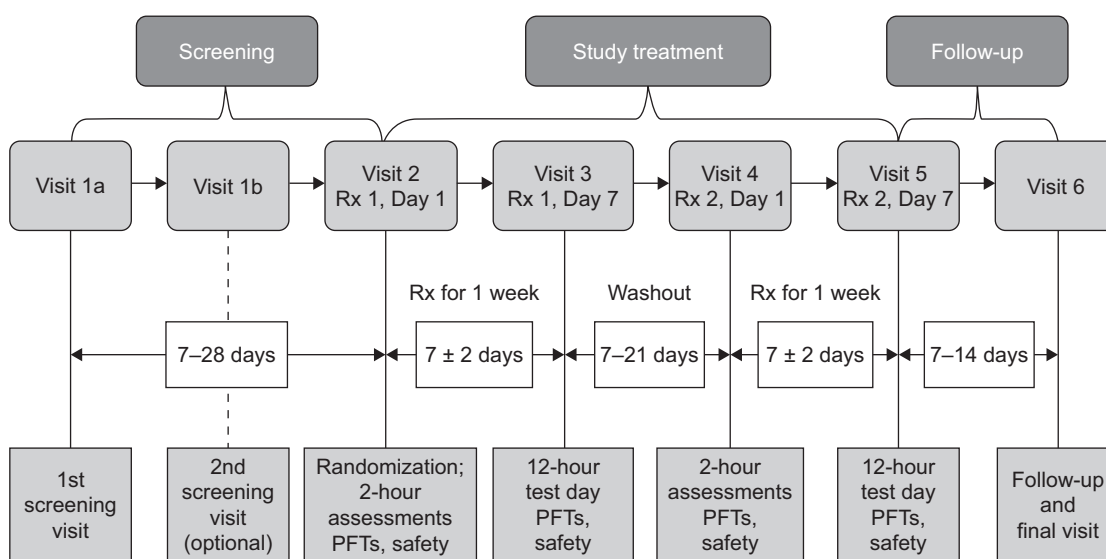 Screening
Study treatment
Follow-up
Visit 1a
Visit 1b
Visit 2
Rx 1, Day 1
Visit 3
Rx 1, Day 7
Visit 4
Rx 2, Day 1
Visit 5
Rx 2, Day 7
Visit 6
Rx for 1 week
Washout
Rx for 1 week
7–28 days
7 ± 2 days
7–21 days
7 ± 2 days
7–14 days
1st
screening
visit
2nd
screening
visit
(optional)
Randomization;
2-hour
assessments
PFTs, safety
12-hour
test day
PFTs,
safety
2-hour
assessments
PFTs,
safety
12-hour
test day
PFTs,
safety
Follow-up
and
final visit